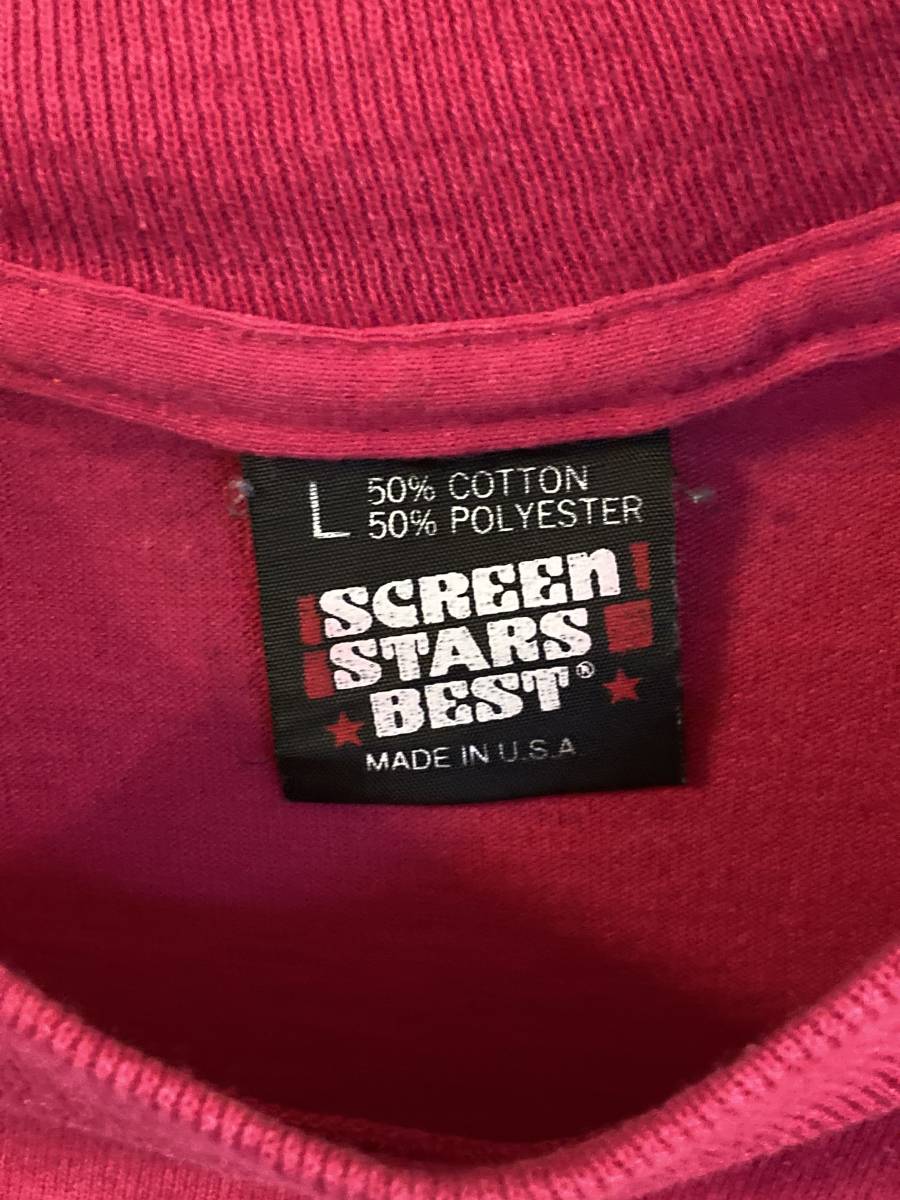 L 50% COTTON
50% POLYESTER
SCREEN
STARS
BEST®
MADE IN U.S.A